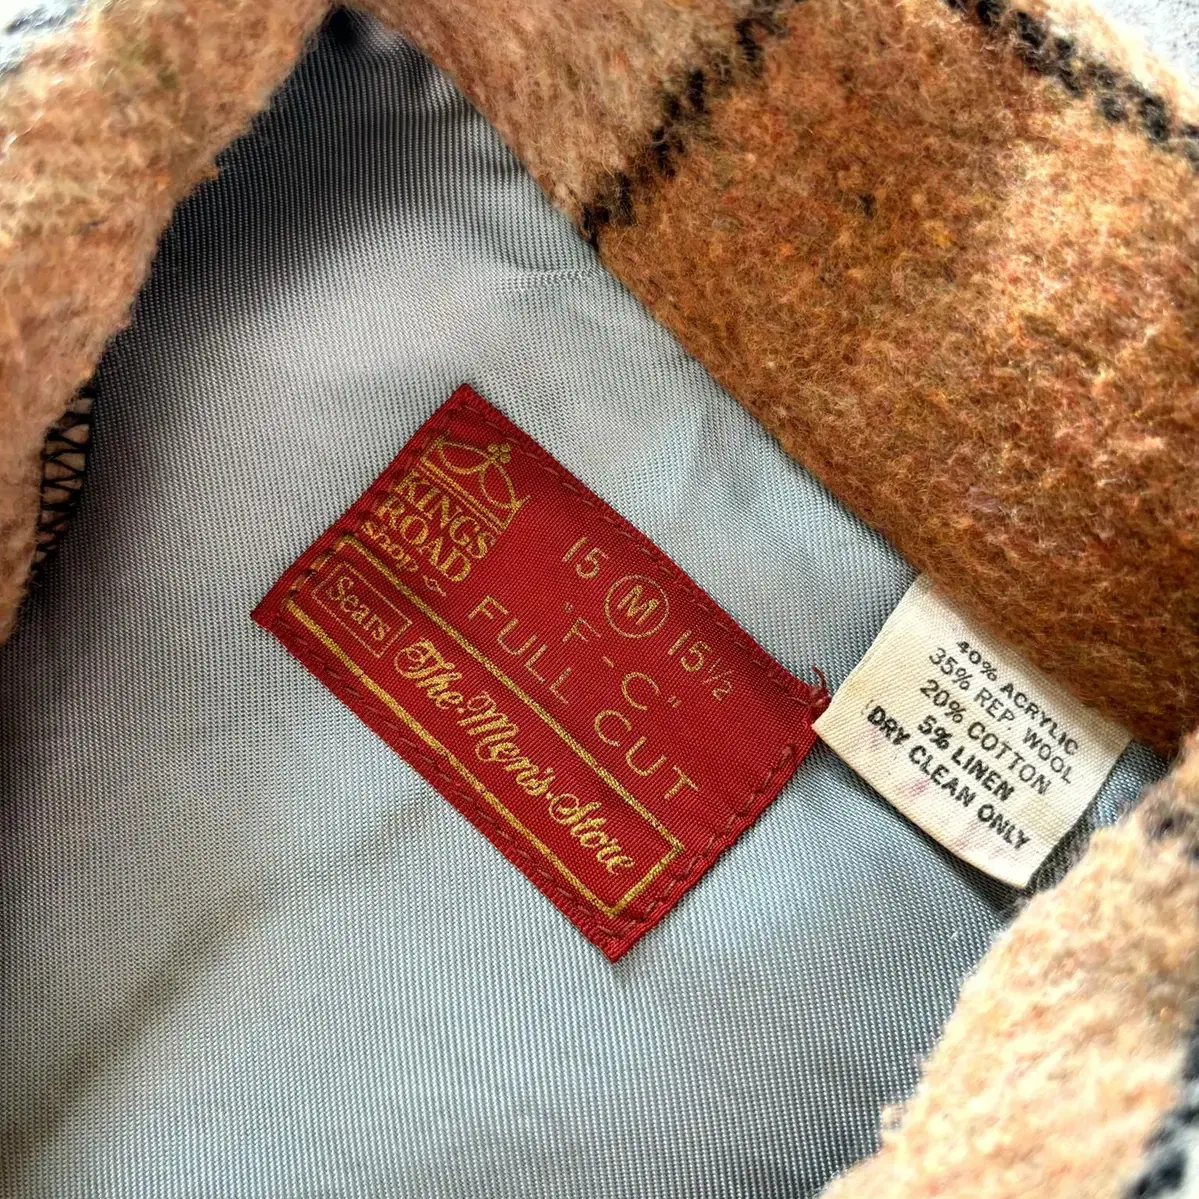 KINGS
ROAD
Shop
15 M 15½
"F-C"
FULL CUT
Sears The Men's Store
40% ACRYLIC
35% REP. WOOL
20% COTTON
5% LINEN
DRY CLEAN ONLY